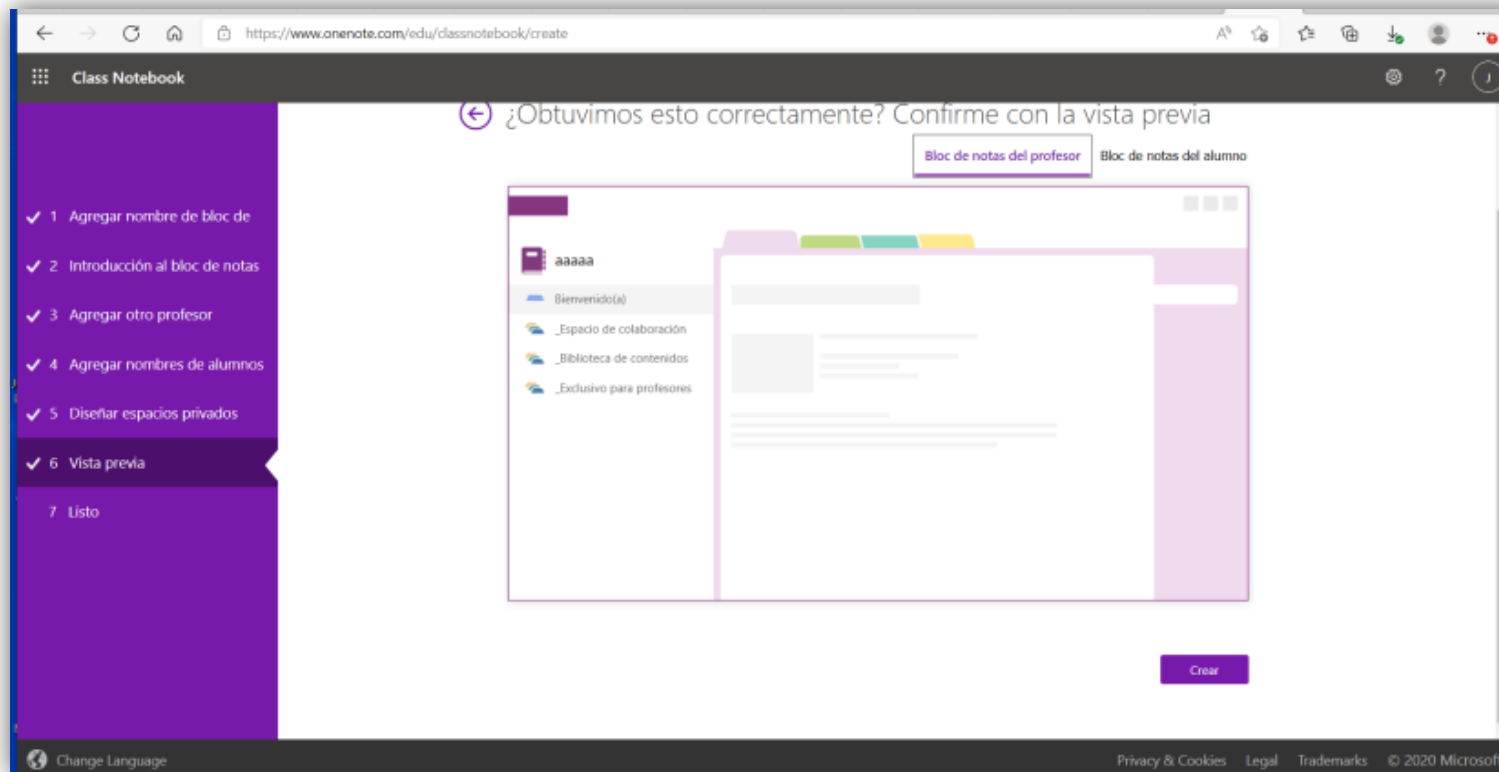 https://www.onenote.com/edu/classnotebook/create
Class Notebook
?
J
¿Obtuvimos esto correctamente? Confirme con la vista previa
Bloc de notas del profesor Bloc de notas del alumno
1 Agregar nombre de bloc de
2 Introducción al bloc de notas
3 Agregar otro profesor
4 Agregar nombres de alumnos
5 Diseñar espacios privados
6 Vista previa
7 Listo
aaaaa
Bienvenido(a)
_Espacio de colaboración
_Biblioteca de contenidos
_Exclusivo para profesores
Crear
Change Language
Privacy & Cookies Legal Trademarks © 2020 Microsoft